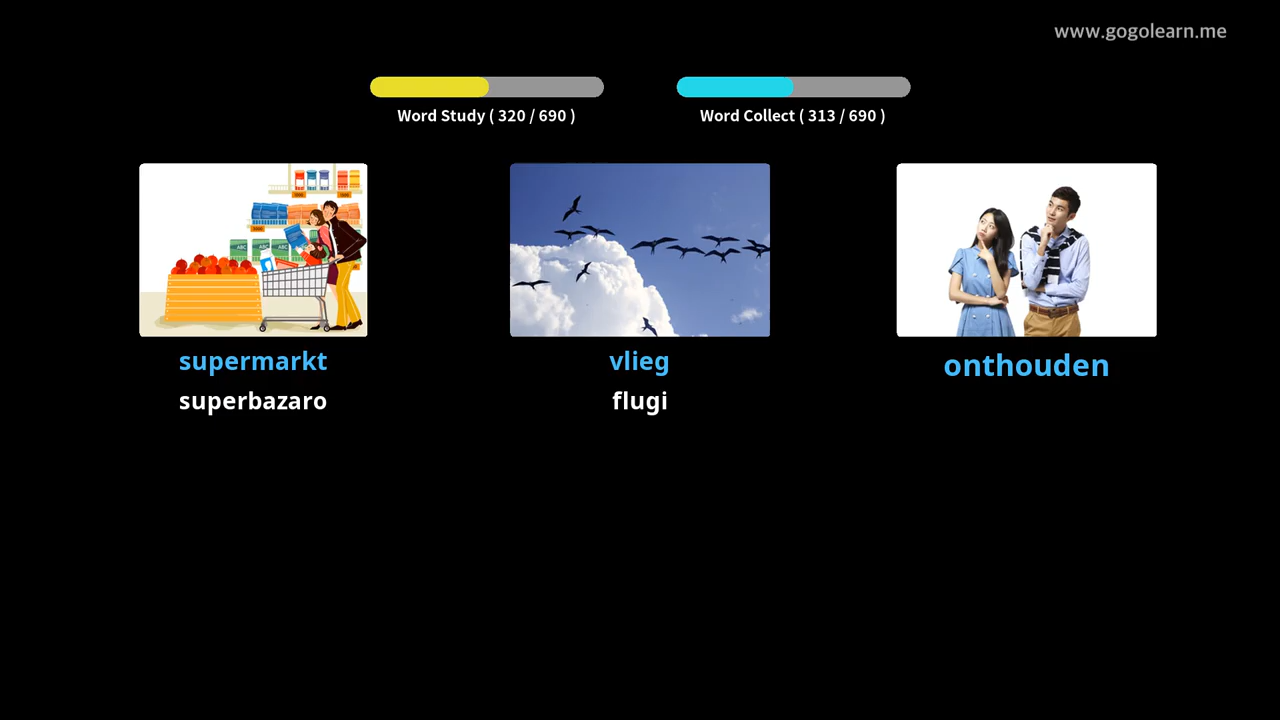 www.gogolearn.me
Word Study ( 320 / 690 )
Word Collect ( 313 / 690 )
supermarkt
superbazaro
vlieg
flugi
onthouden